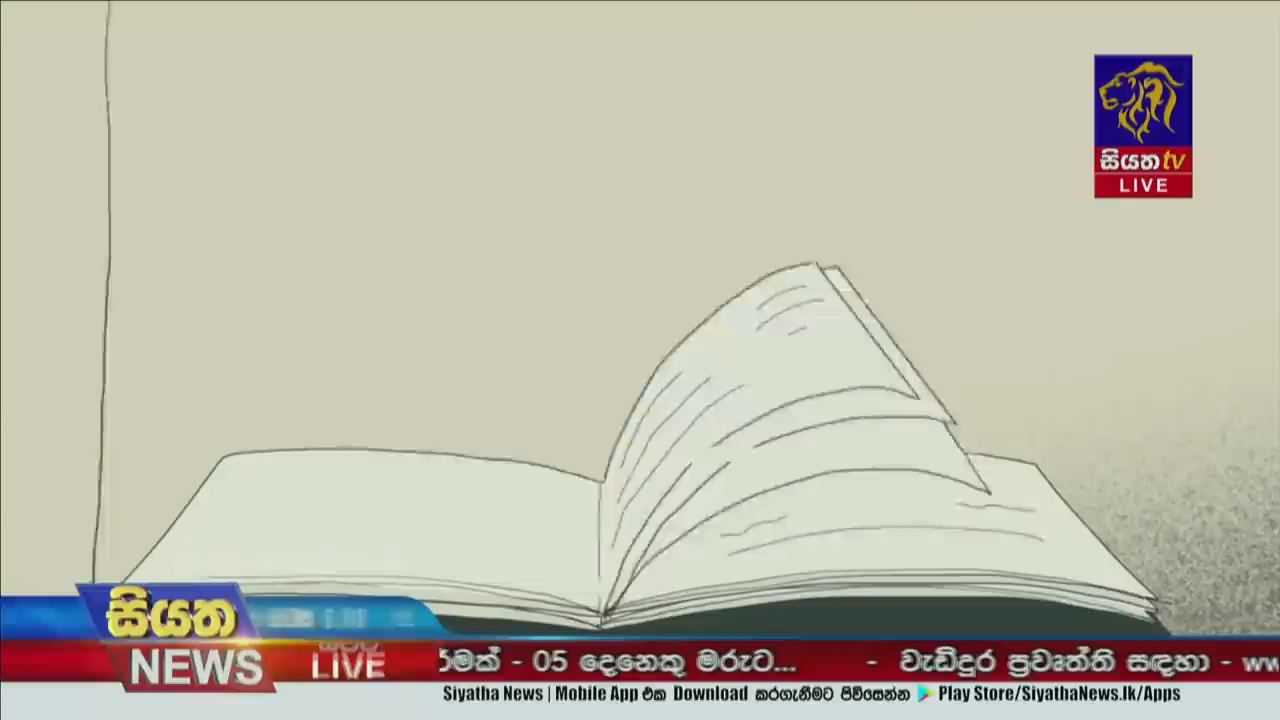 සියත tv
LIVE
සියත
NEWS
LIVE
- 05 දෙනෙකු මරුට... - වැඩිදුර ප්‍රවෘත්ති සඳහා -
Siyatha News | Mobile App එක Download කරගැනීමට පිවිසෙන්න Play Store/SiyathaNews.lk/Apps